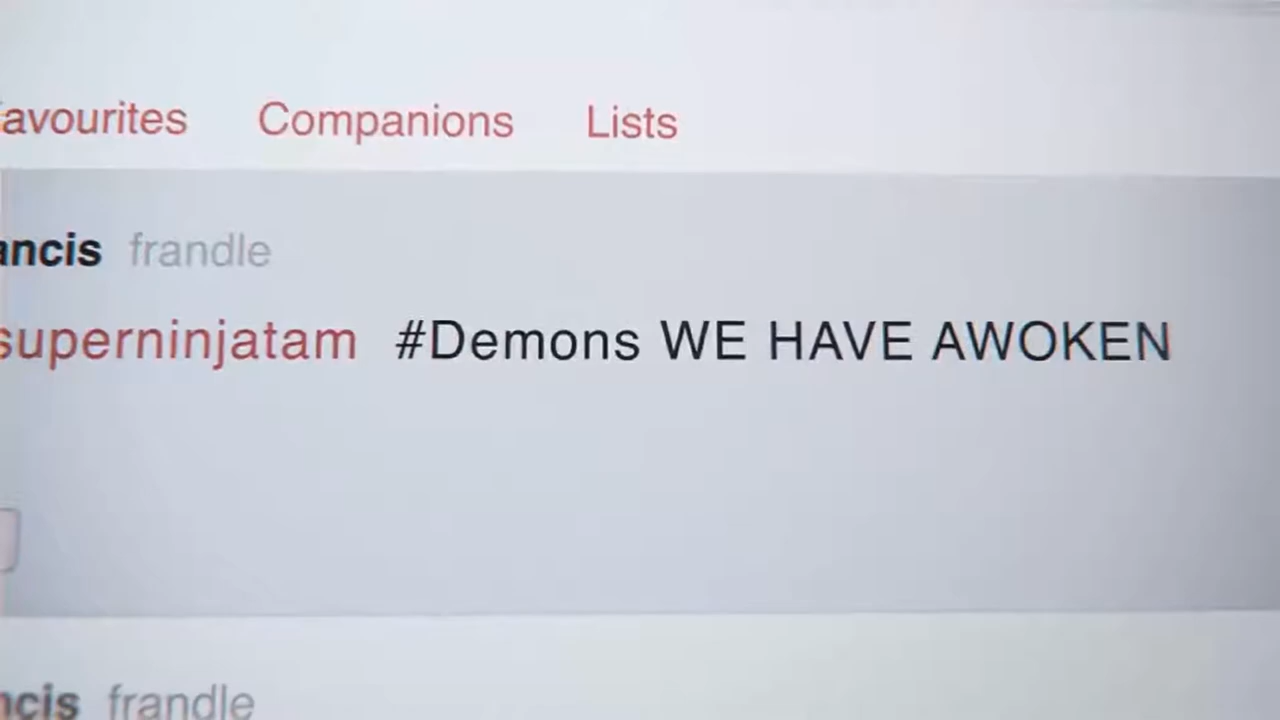 avourites Companions Lists
ancis frandle
superninjatam #Demons WE HAVE AWOKEN
ncis frandle